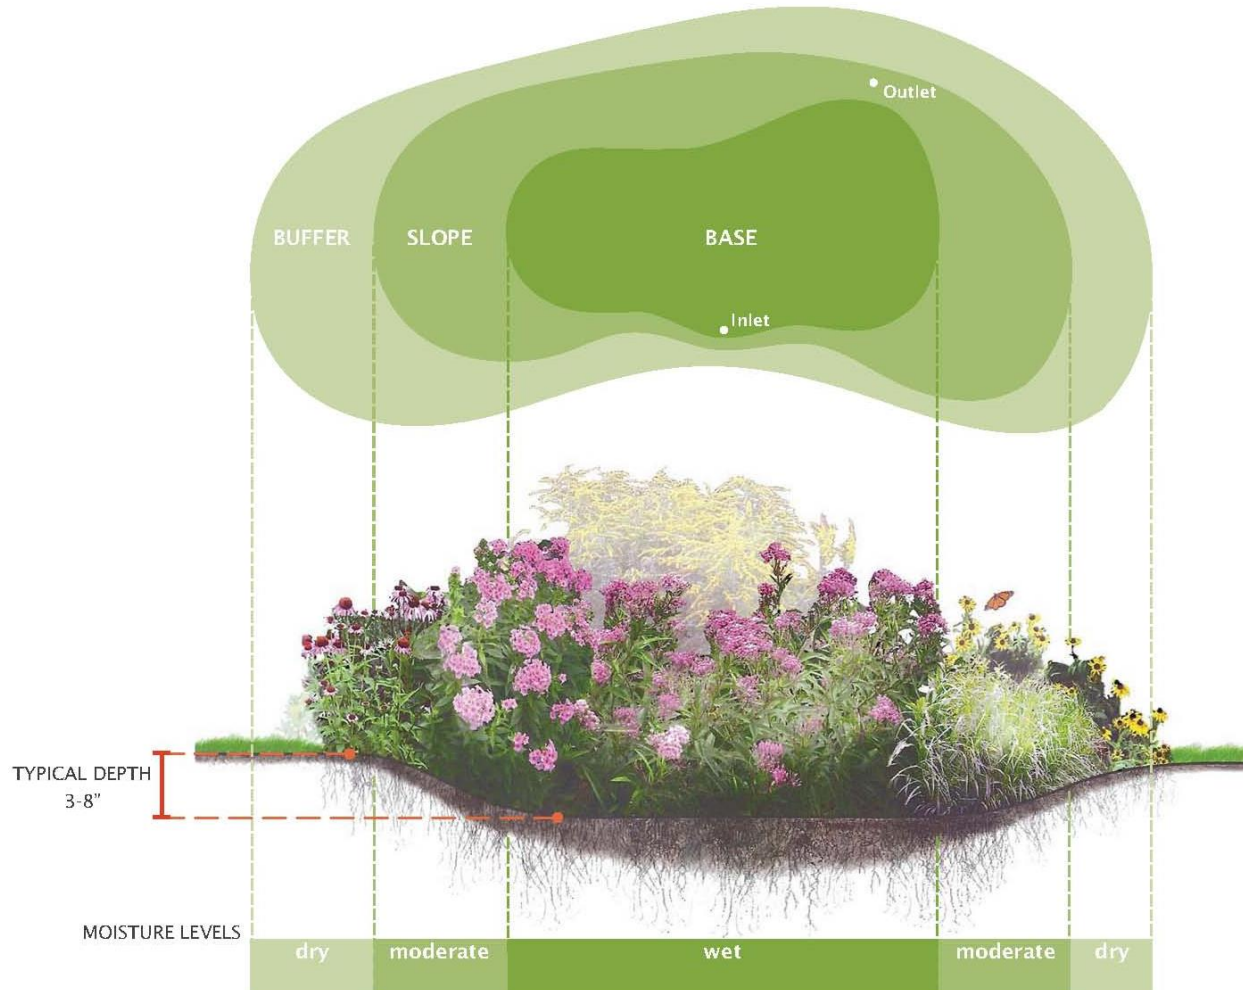 Outlet
BUFFER
SLOPE
BASE
Inlet
TYPICAL DEPTH
3-8”
MOISTURE LEVELS
dry
moderate
wet
moderate
dry